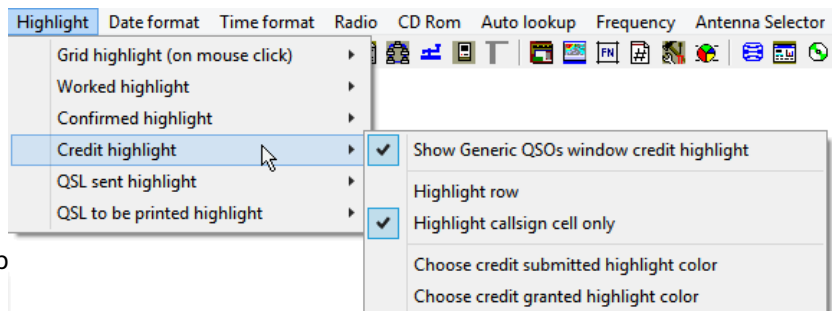 Highlight Date format Time format Radio CD Rom Auto lookup Frequency Antenna Selector
FN #
Grid highlight (on mouse click)
Worked highlight
Confirmed highlight
Credit highlight
QSL sent highlight
QSL to be printed highlight
Show Generic QSOs window credit highlight
Highlight row
Highlight callsign cell only
Choose credit submitted highlight color
Choose credit granted highlight color